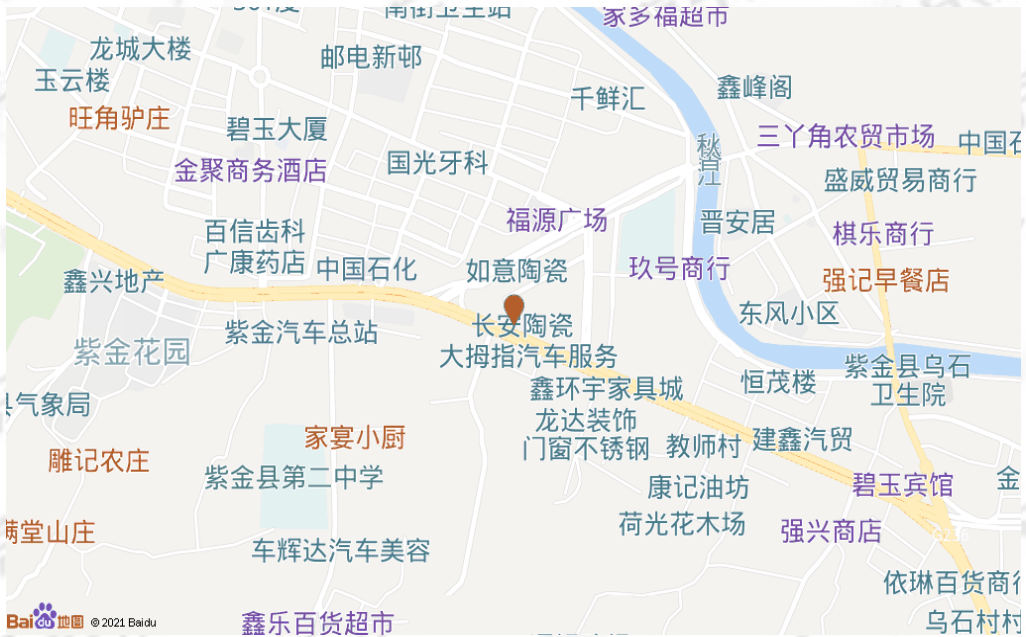 南街卫生站
家多福超市
龙城大楼
邮电新邨
玉云楼
千鲜汇
鑫峰阁
旺角驴庄
碧玉大厦
三丫角农贸市场
中国石
秋香江
金聚商务酒店
国光牙科
盛威贸易商行
福源广场
晋安居
百信齿科
棋乐商行
广康药店
中国石化
如意陶瓷
玖号商行
鑫兴地产
强记早餐店
东风小区
长安陶瓷
紫金汽车总站
紫金花园
大拇指汽车服务
紫金县乌石
卫生院
鑫环宇家具城
恒茂楼
县气象局
龙达装饰
家宴小厨
门窗不锈钢
教师村
建鑫汽贸
雕记农庄
紫金县第二中学
康记油坊
碧玉宾馆
金
满堂山庄
荷光花木场
强兴商店
G236
车辉达汽车美容
依琳百货商行
Bai du 地图 © 2021 Baidu
鑫乐百货超市
乌石村村